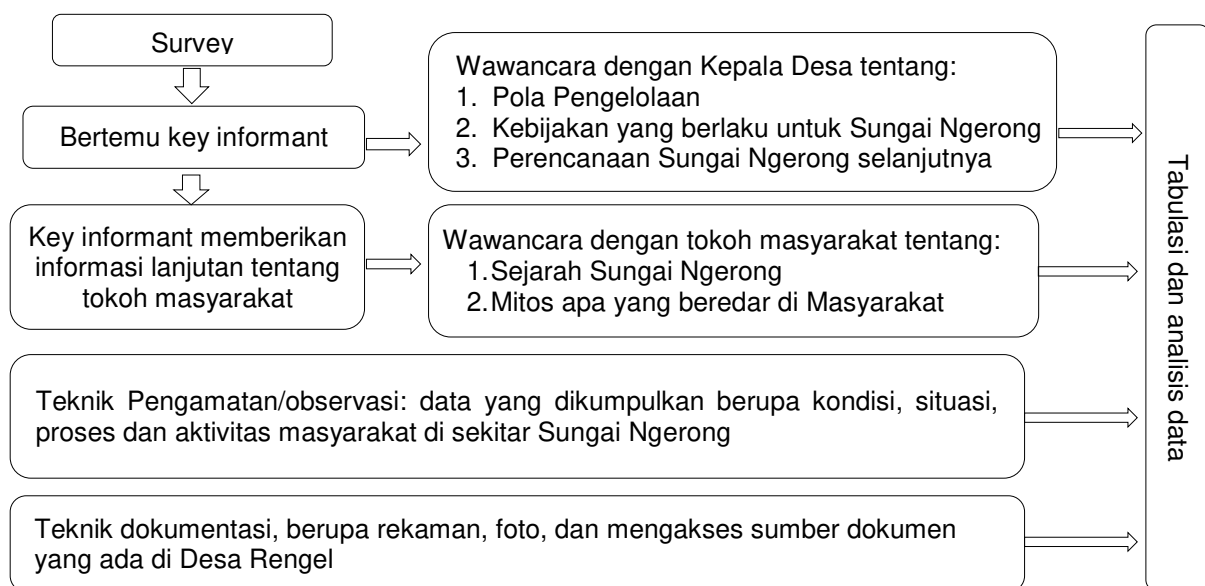 Survey
Bertemu key informant
Key informant memberikan
informasi lanjutan tentang
tokoh masyarakat
Wawancara dengan Kepala Desa tentang:
1. Pola Pengelolaan
2. Kebijakan yang berlaku untuk Sungai Ngerong
3. Perencanaan Sungai Ngerong selanjutnya
Wawancara dengan tokoh masyarakat tentang:
1.Sejarah Sungai Ngerong
2.Mitos apa yang beredar di Masyarakat
Teknik Pengamatan/observasi: data yang dikumpulkan berupa kondisi, situasi,
proses dan aktivitas masyarakat di sekitar Sungai Ngerong
Teknik dokumentasi, berupa rekaman, foto, dan mengakses sumber dokumen
yang ada di Desa Rengel
Tabulasi dan analisis data